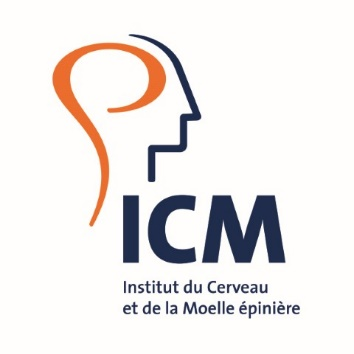 ICM
Institut du Cerveau
et de la Moelle épinière